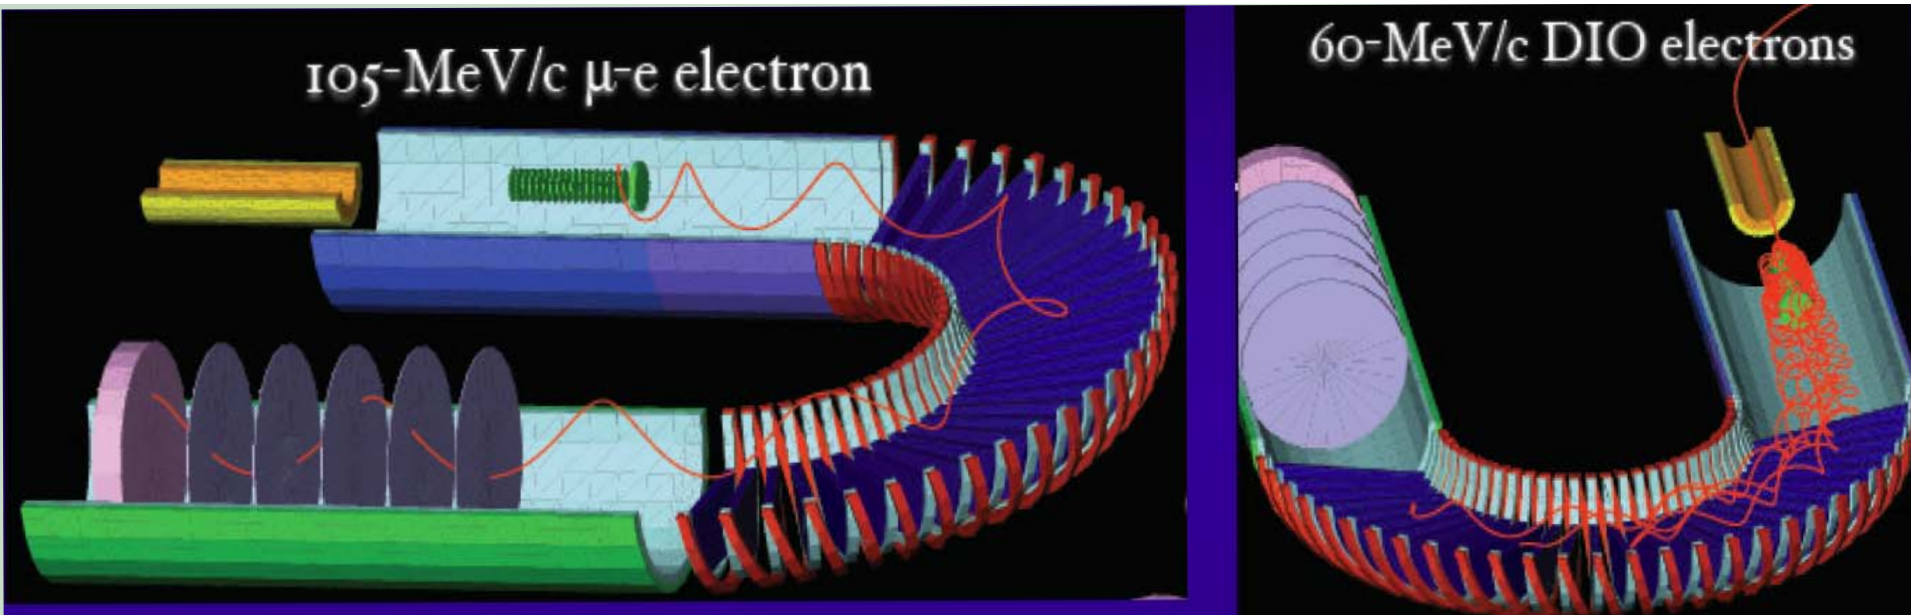 105-MeV/c μ-e electron
60-MeV/c DIO electrons